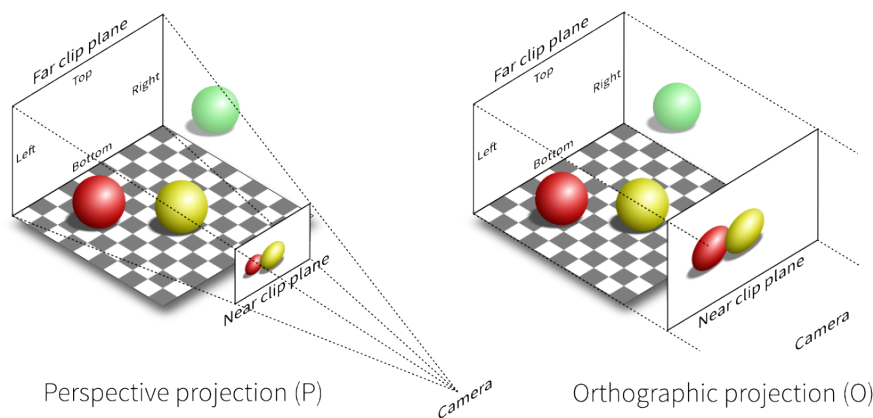 Far clip plane
Top
Right
Left
Bottom
Near clip plane
Camera
Perspective projection (P)
Far clip plane
Top
Right
Left
Bottom
Near clip plane
Camera
Orthographic projection (O)